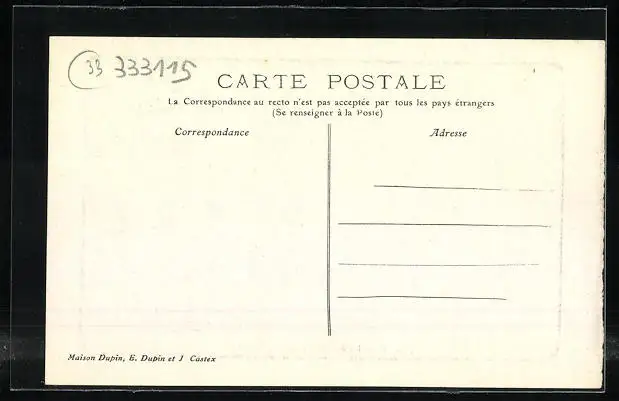 33 333115
CARTE POSTALE
La Correspondance au recto n'est pas acceptée par tous les pays étrangers
(Se renseigner à la Poste)
Correspondance
Adresse
Maison Dupin, E. Dupin et J Castex